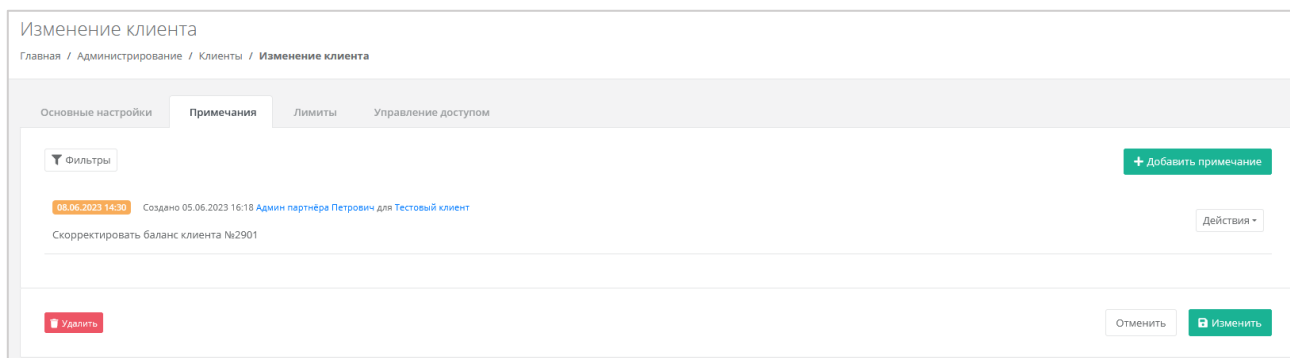 Изменение клиента
Главная / Администрирование / Клиенты / Изменение клиента
Основные настройки Примечания Лимиты Управление доступом
Фильтры + Добавить примечание
08.06.2023 14:30 Создано 05.06.2023 16:18 Админ партнёра Петрович для Тестовый клиент
Действия
Скорректировать баланс клиента №2901
Удалить Отменить Изменить